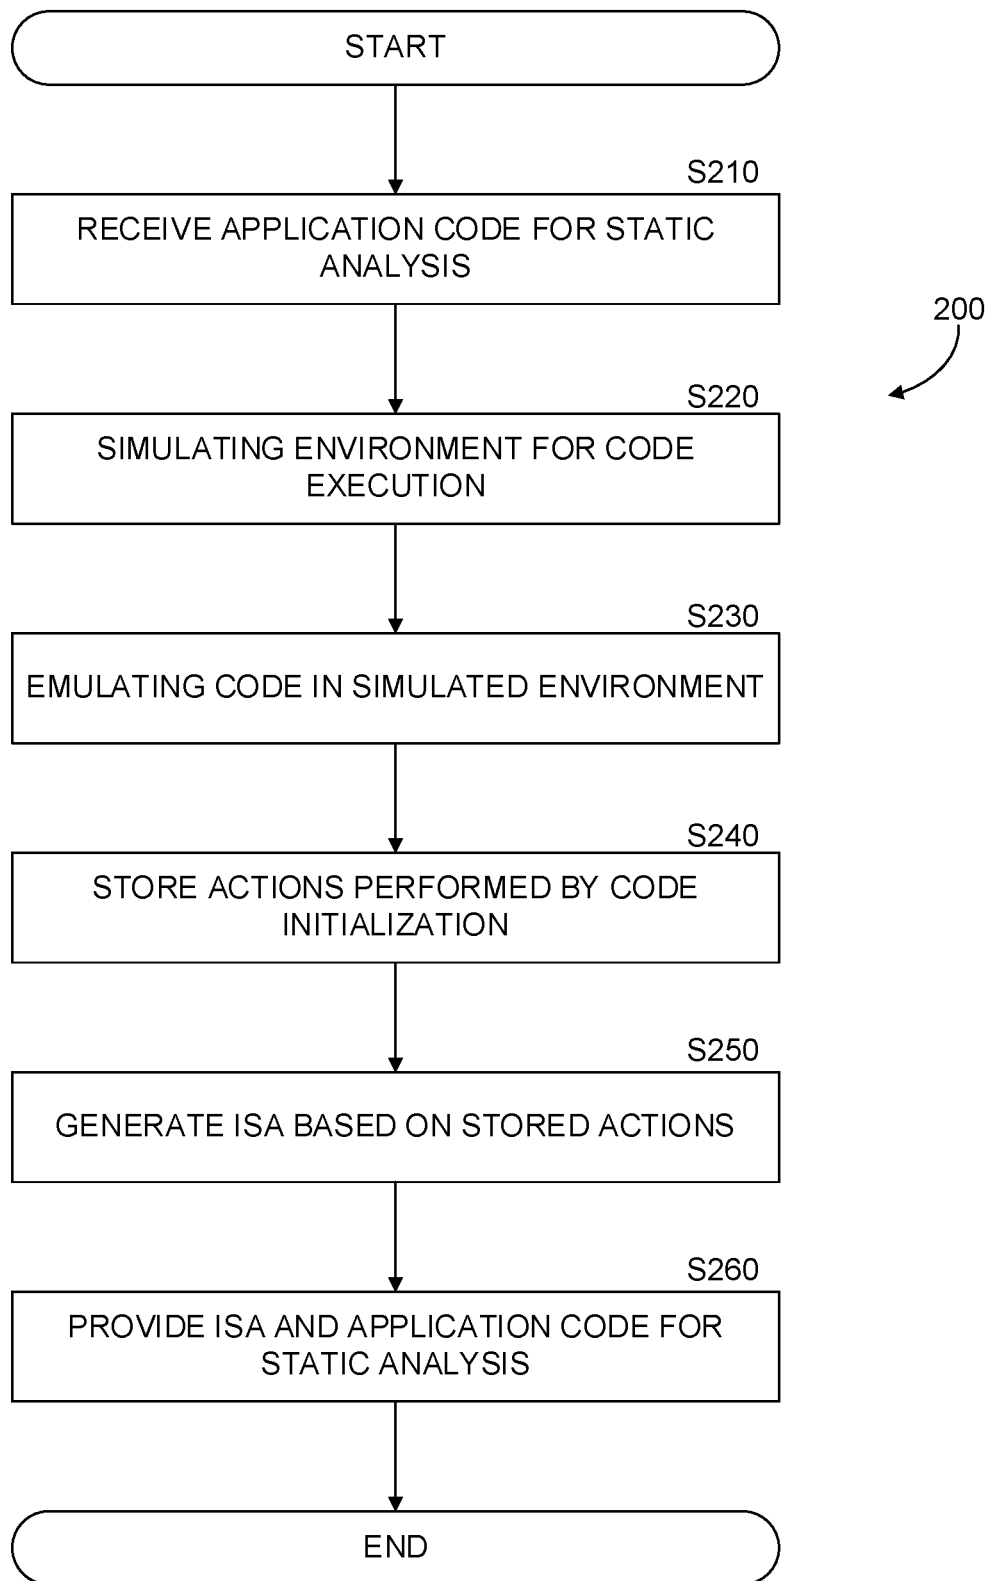 START
S210
RECEIVE APPLICATION CODE FOR STATIC
ANALYSIS
200
S220
SIMULATING ENVIRONMENT FOR CODE
EXECUTION
S230
EMULATING CODE IN SIMULATED ENVIRONMENT
S240
STORE ACTIONS PERFORMED BY CODE
INITIALIZATION
S250
GENERATE ISA BASED ON STORED ACTIONS
S260
PROVIDE ISA AND APPLICATION CODE FOR
STATIC ANALYSIS
END